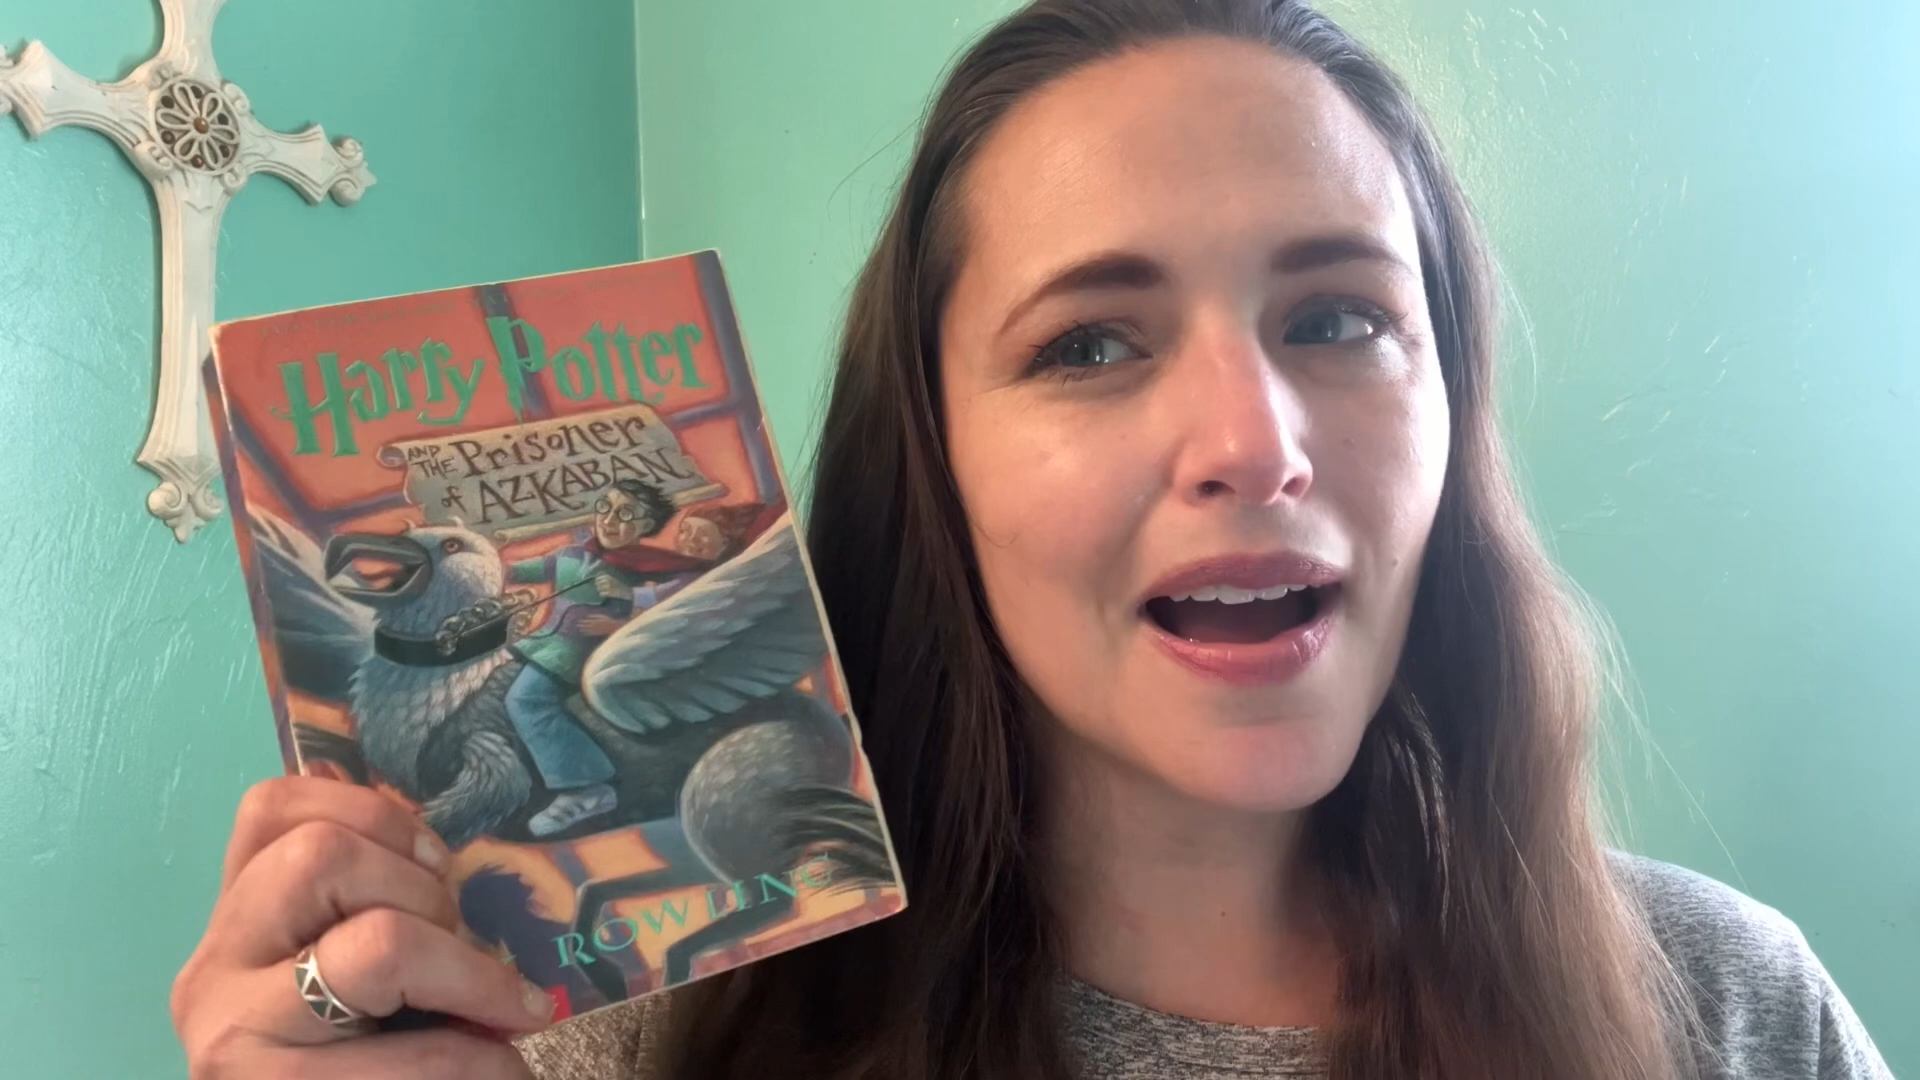 Harry Potter
AND THE Prisoner
of AZKABAN
ROWLING